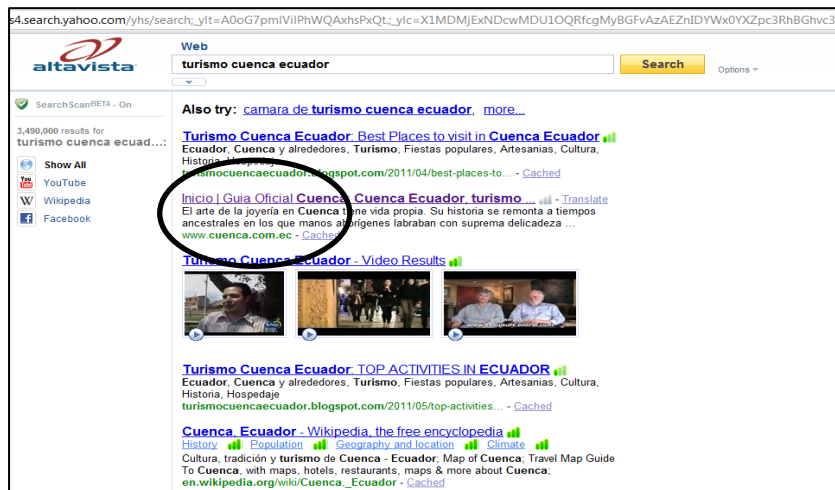 s4.search.yahoo.com/yhs/search;_ylt=A0oG7pmlVilPhWQAxhsPxQt.;_ylc=X1MDMjExNDcwMDU1OQRfcgMyBGFvAzAEZnIDYWx0YXZpc3RhBGhvc3
altavista
Web
turismo cuenca ecuador
Search
Options
SearchScanBETA - On
3,490,000 results for
turismo cuenca ecuad...:
Show All
YouTube
Wikipedia
Facebook
Also try: camara de turismo cuenca ecuador, more...
Turismo Cuenca Ecuador: Best Places to visit in Cuenca Ecuador
Ecuador, Cuenca y alrededores, Turismo, Fiestas populares, Artesanias, Cultura,
Historia, Hospedaje
turismocuencaecuador.blogspot.com/2011/04/best-places-to... - Cached
Inicio | Guia Oficial Cuenca, Cuenca Ecuador, turismo ... - Translate
El arte de la joyería en Cuenca tiene vida propia. Su historia se remonta a tiempos
ancestrales en los que manos aborígenes labraban con suprema delicadeza ...
www.cuenca.com.ec - Cached
Turismo Cuenca Ecuador - Video Results
Turismo Cuenca Ecuador: TOP ACTIVITIES IN ECUADOR
Ecuador, Cuenca y alrededores, Turismo, Fiestas populares, Artesanias, Cultura,
Historia, Hospedaje
turismocuencaecuador.blogspot.com/2011/05/top-activities... - Cached
Cuenca, Ecuador - Wikipedia, the free encyclopedia
History Population Geography and location Climate
Cultura, tradición y turismo de Cuenca - Ecuador; Map of Cuenca; Travel Map Guide
To Cuenca, with maps, hotels, restaurants, maps & more about Cuenca;
en.wikipedia.org/wiki/Cuenca,_Ecuador - Cached